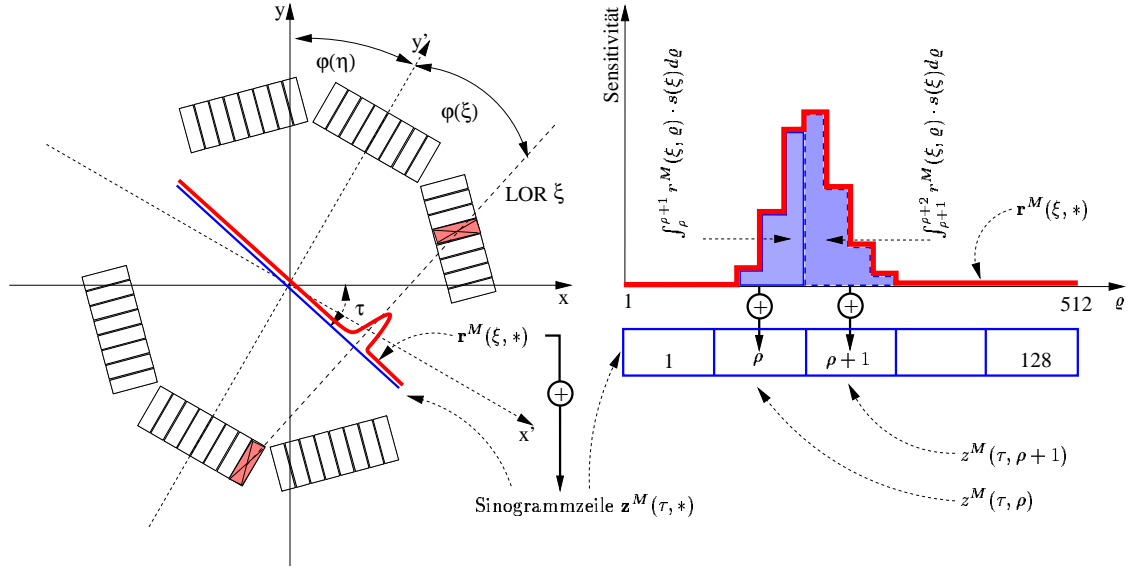 y
y'
φ(η)
φ(ξ)
LOR ξ
x
τ
r^M(ξ, *)
+
x'
Sinogrammzeile z^M(τ, *)
Sensitivität
∫_ρ^{ρ+1} r^M(ξ, ϱ) · s(ξ)dϱ
∫_{ρ+1}^{ρ+2} r^M(ξ, ϱ) · s(ξ)dϱ
r^M(ξ, *)
1
512
ϱ
+
+
1
ρ
ρ+1
128
z^M(τ, ρ+1)
z^M(τ, ρ)